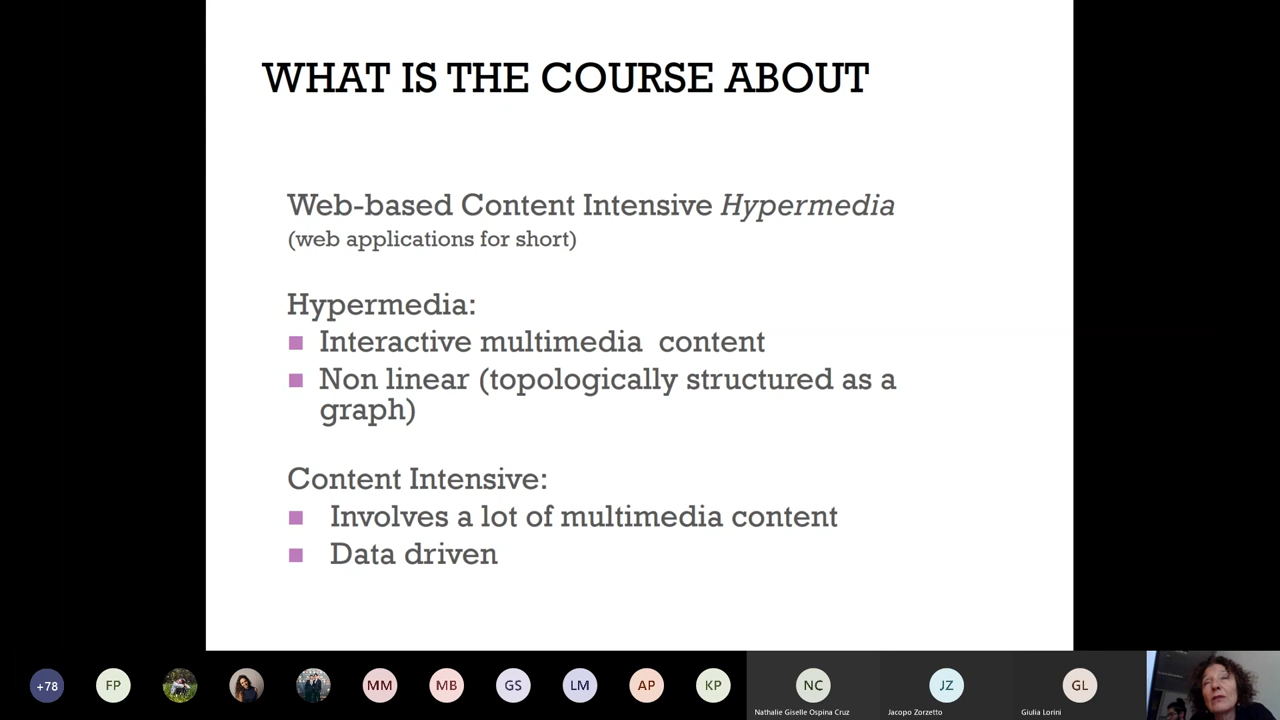 WHAT IS THE COURSE ABOUT
Web-based Content Intensive Hypermedia
(web applications for short)
Hypermedia:
Interactive multimedia content
Non linear (topologically structured as a
graph)
Content Intensive:
Involves a lot of multimedia content
Data driven
+78
FP
MM
MB
GS
LM
AP
KP
NC
JZ
GL
Nathalie Giselle Ospina Cruz
Jacopo Zorzetto
Giulia Lorini